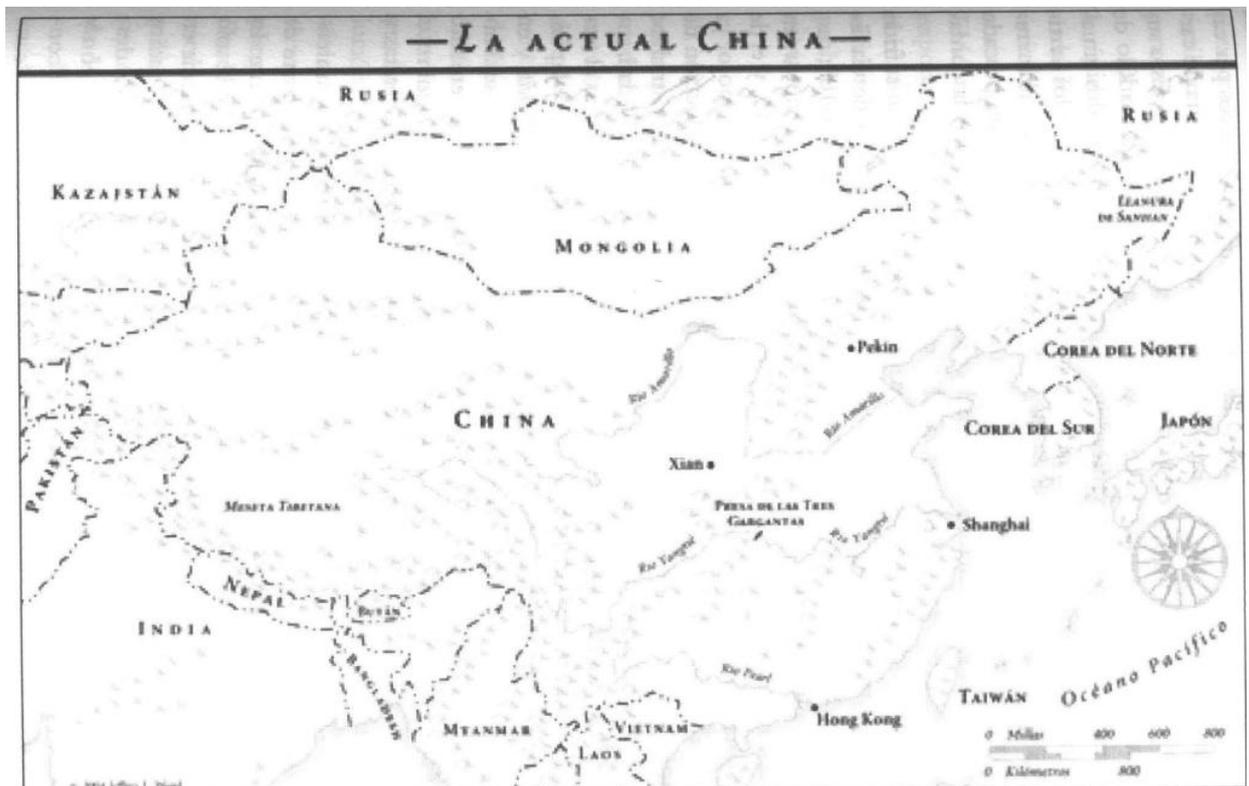 —LA ACTUAL CHINA—
RUSIA
RUSIA
KAZAJSTÁN
LLANURA
DE SANJIAN
MONGOLIA
Pekín
COREA DEL NORTE
Río Amarillo
Río Amarillo
CHINA
COREA DEL SUR
JAPÓN
PAKISTÁN
Xian
MESETA TIBETANA
PRESA DE LAS TRES
GARGANTAS
Shanghai
Río Yangtsé
Río Yangtsé
NEPAL
BUTÁN
INDIA
BANGLADESH
Océano Pacífico
Río Pearl
TAIWÁN
MYANMAR
VIETNAM
Hong Kong
LAOS
0 Millas 400 600 800
0 Kilómetros 800